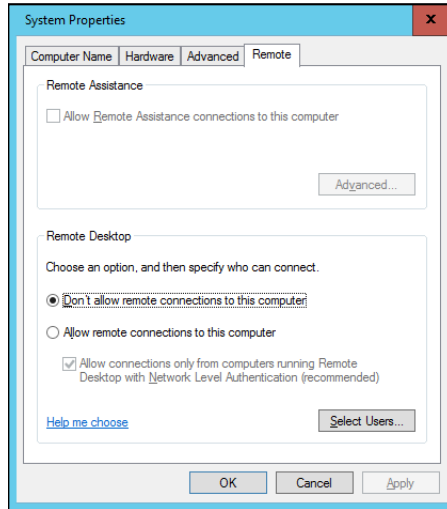 System Properties
x
Computer Name Hardware Advanced Remote
Remote Assistance
Allow Remote Assistance connections to this computer
Advanced...
Remote Desktop
Choose an option, and then specify who can connect.
Don't allow remote connections to this computer
Allow remote connections to this computer
Allow connections only from computers running Remote
Desktop with Network Level Authentication (recommended)
Help me choose Select Users...
OK Cancel Apply